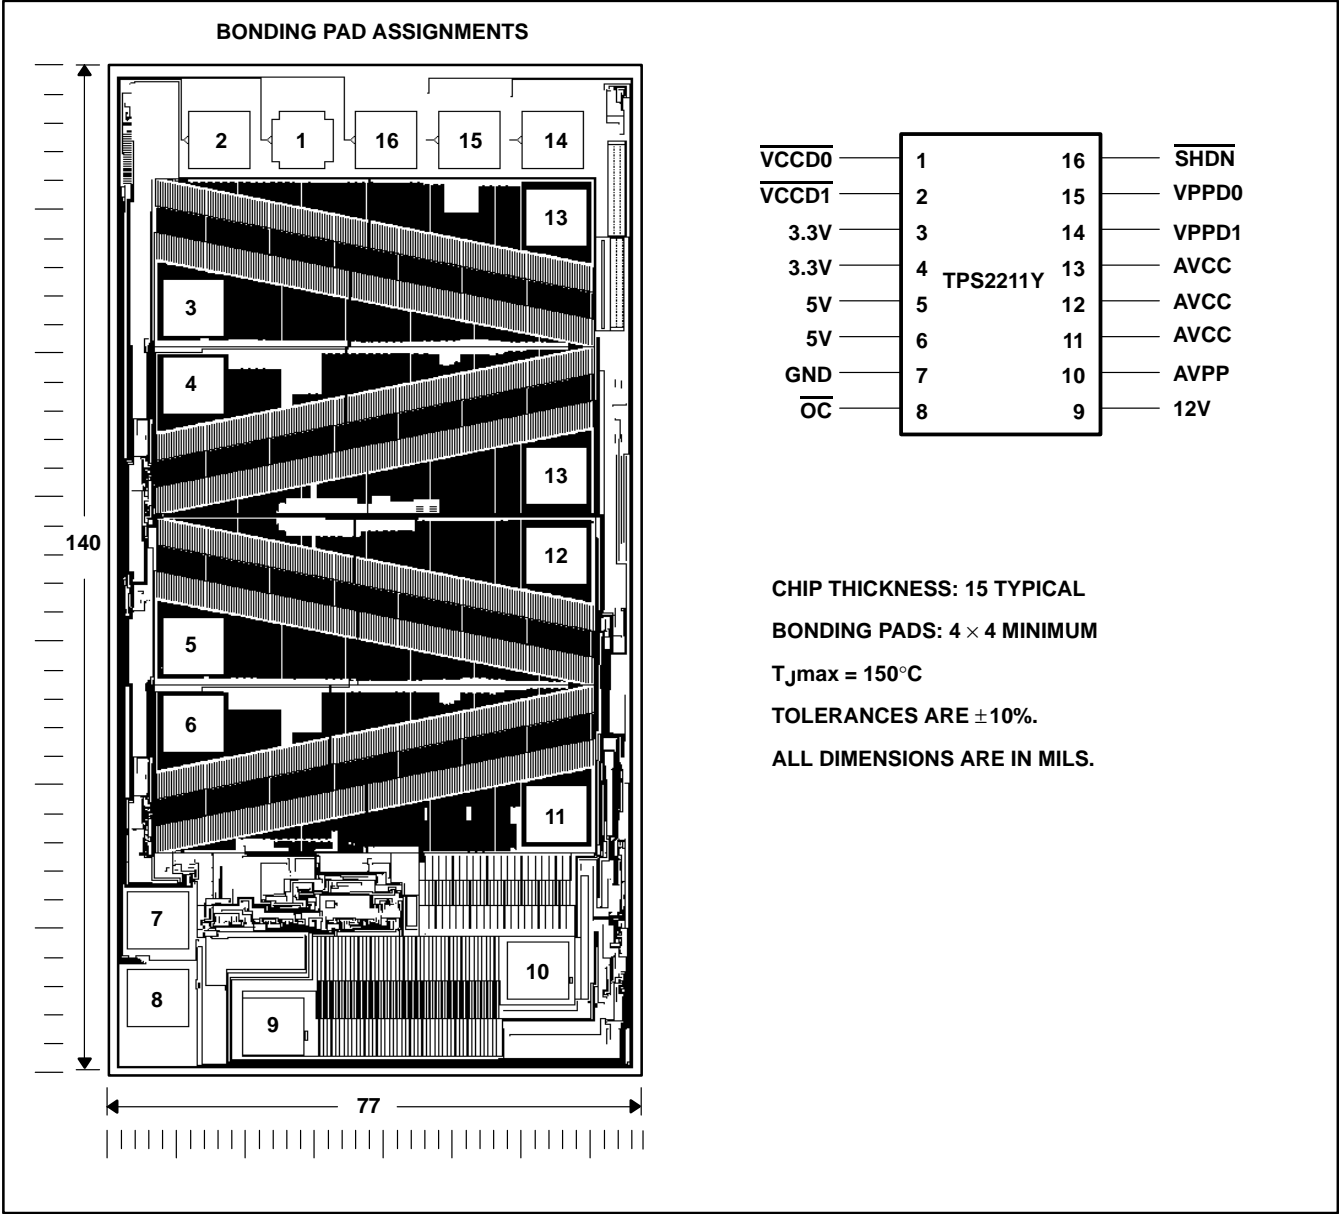 BONDING PAD ASSIGNMENTS
2 1 16 15 14
13
3
4
13
12
5
6
11
7
10
8
9
140
77
VCCD0 1 16 SHDN
VCCD1 2 15 VPPD0
3.3V 3 14 VPPD1
3.3V 4 13 AVCC
TPS2211Y
5V 5 12 AVCC
5V 6 11 AVCC
GND 7 10 AVPP
OC 8 9 12V
CHIP THICKNESS: 15 TYPICAL
BONDING PADS: 4 × 4 MINIMUM
TJmax = 150°C
TOLERANCES ARE ±10%.
ALL DIMENSIONS ARE IN MILS.